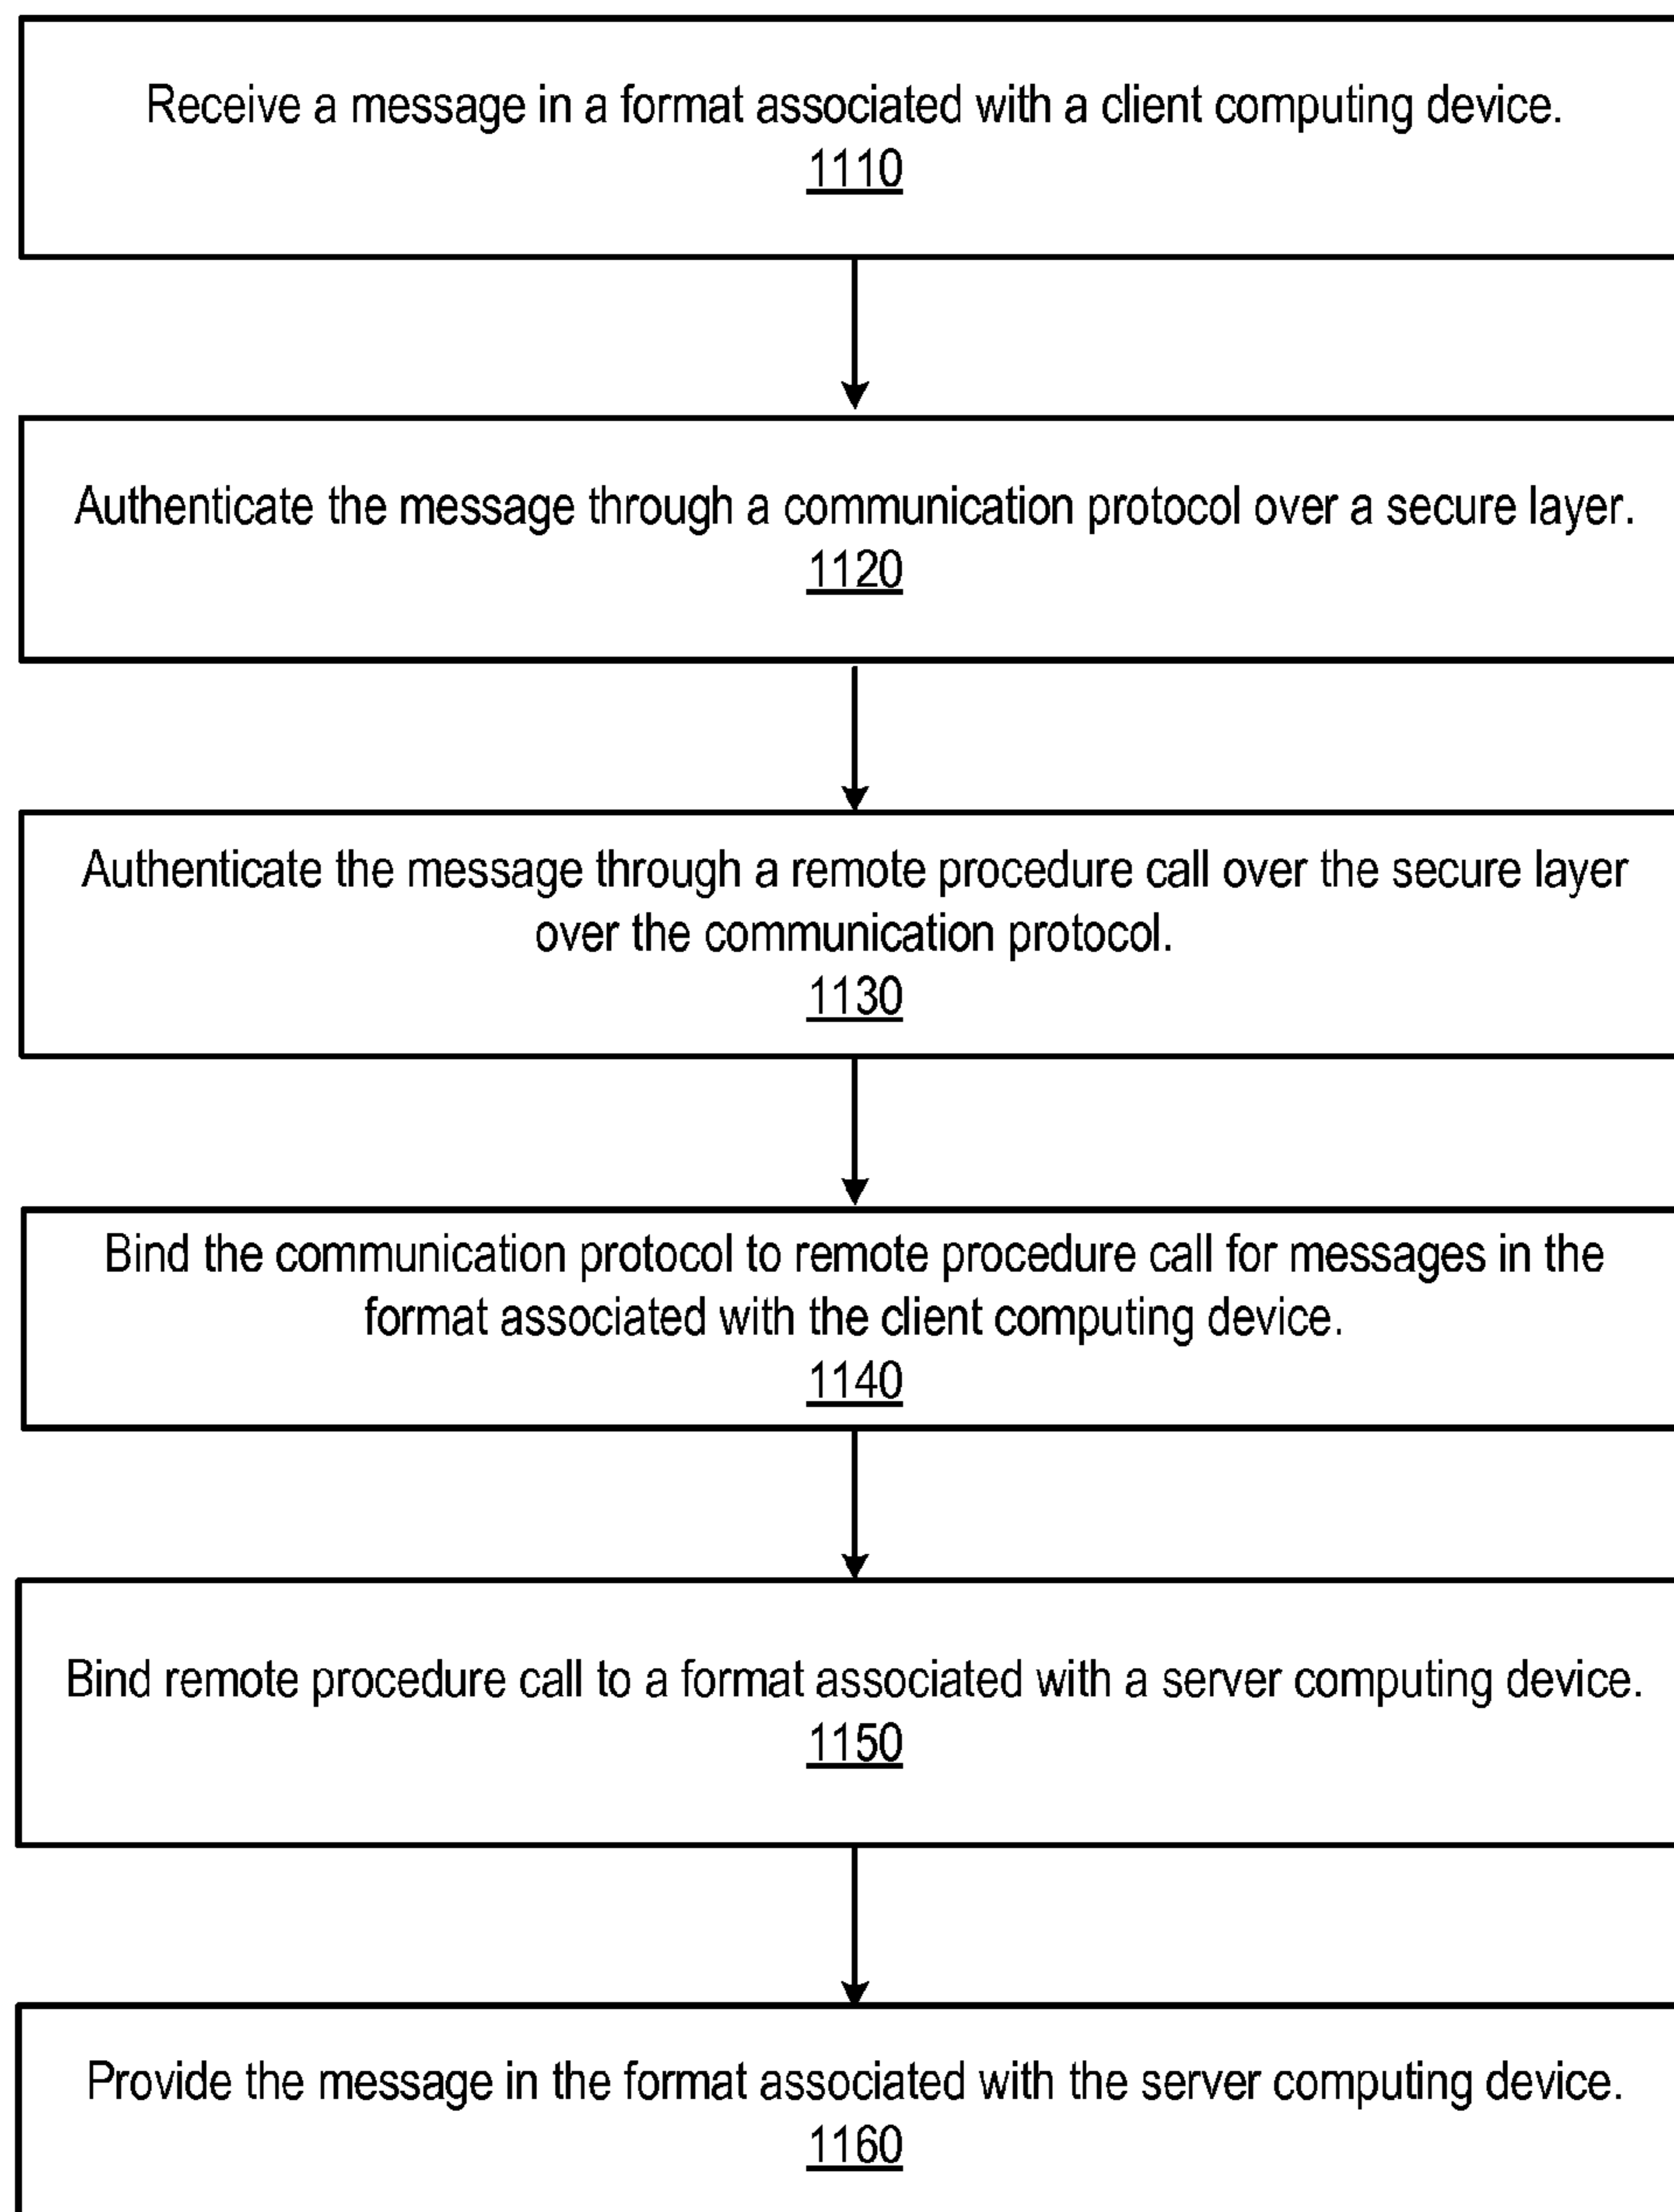 Receive a message in a format associated with a client computing device.
1110
Authenticate the message through a communication protocol over a secure layer.
1120
Authenticate the message through a remote procedure call over the secure layer
over the communication protocol.
1130
Bind the communication protocol to remote procedure call for messages in the
format associated with the client computing device.
1140
Bind remote procedure call to a format associated with a server computing device.
1150
Provide the message in the format associated with the server computing device.
1160